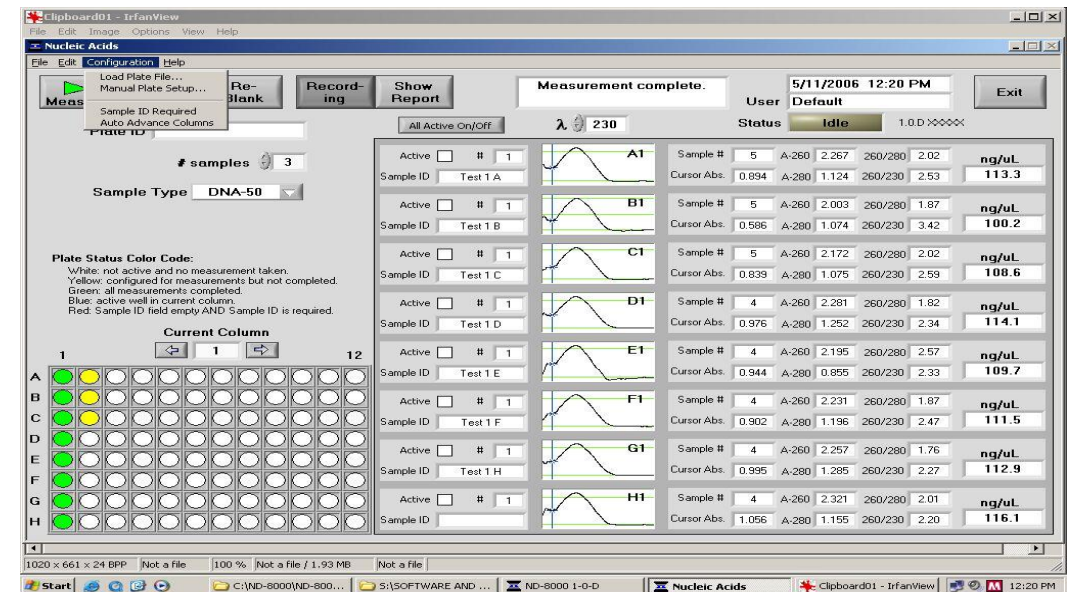 Clipboard01 - IrfanView
File Edit Image Options View Help
Nucleic Acids
File Edit Configuration Help
Load Plate File...
Manual Plate Setup...
Sample ID Required
Auto Advance Columns
Meas
Re-
Blank
Record-
ing
Show
Report
Measurement complete.
5/11/2006 12:20 PM
User Default
Exit
Plate ID
All Active On/Off
λ 230
Status Idle 1.0.D
# samples 3
Sample Type DNA-50
Plate Status Color Code:
White: not active and no measurement taken.
Yellow: configured for measurements but not completed.
Green: all measurements completed.
Blue: active well in current column.
Red: Sample ID field empty AND Sample ID is required.
Current Column
1 1 12
A
B
C
D
E
F
G
H
Active # 1 A1 Sample # 5 A-260 2.267 260/280 2.02 ng/uL
Sample ID Test 1 A Cursor Abs. 0.894 A-280 1.124 260/230 2.53 113.3
Active # 1 B1 Sample # 5 A-260 2.003 260/280 1.87 ng/uL
Sample ID Test 1 B Cursor Abs. 0.586 A-280 1.074 260/230 3.42 100.2
Active # 1 C1 Sample # 5 A-260 2.172 260/280 2.02 ng/uL
Sample ID Test 1 C Cursor Abs. 0.839 A-280 1.075 260/230 2.59 108.6
Active # 1 D1 Sample # 4 A-260 2.281 260/280 1.82 ng/uL
Sample ID Test 1 D Cursor Abs. 0.976 A-280 1.252 260/230 2.34 114.1
Active # 1 E1 Sample # 4 A-260 2.195 260/280 2.57 ng/uL
Sample ID Test 1 E Cursor Abs. 0.944 A-280 0.855 260/230 2.33 109.7
Active # 1 F1 Sample # 4 A-260 2.231 260/280 1.87 ng/uL
Sample ID Test 1 F Cursor Abs. 0.902 A-280 1.196 260/230 2.47 111.5
Active # 1 G1 Sample # 4 A-260 2.257 260/280 1.76 ng/uL
Sample ID Test 1 H Cursor Abs. 0.995 A-280 1.285 260/230 2.27 112.9
Active # 1 H1 Sample # 4 A-260 2.321 260/280 2.01 ng/uL
Sample ID Cursor Abs. 1.056 A-280 1.155 260/230 2.20 116.1
1020 x 661 x 24 BPP Not a file 100 % Not a file / 1.93 MB Not a file
Start C:\ND-8000\ND-800... S:\SOFTWARE AND ... ND-8000 1-0-D Nucleic Acids Clipboard01 - IrfanView 12:20 PM